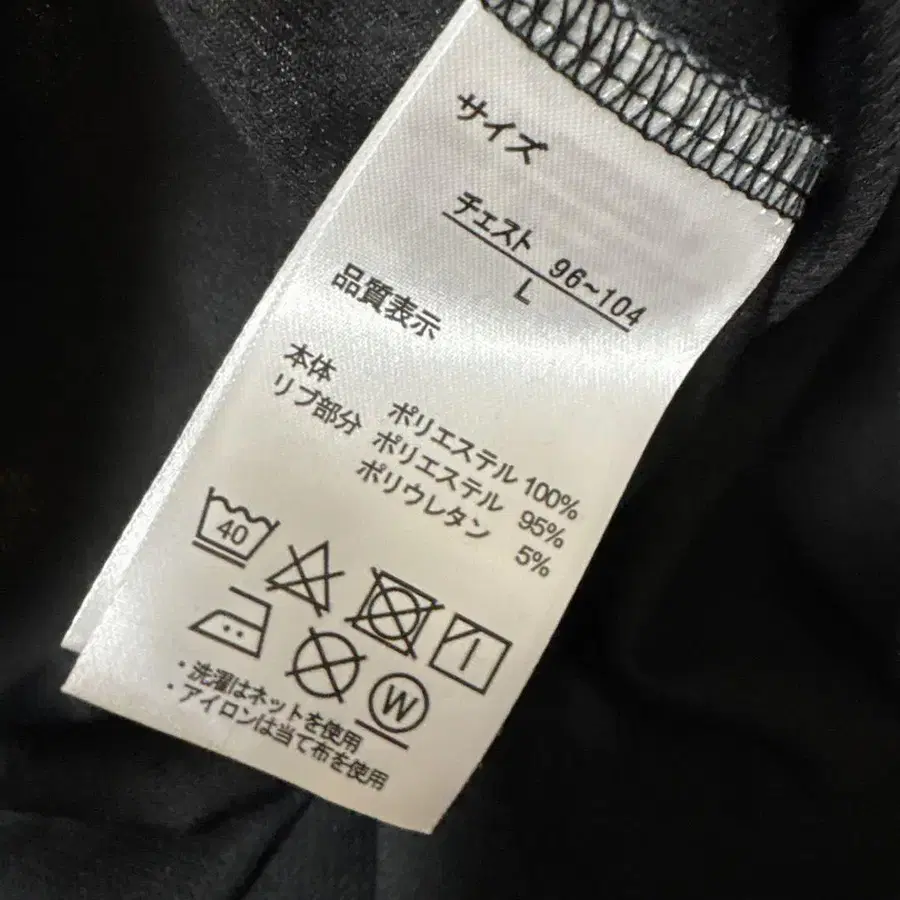 サイズ
チェスト 96~104
L
品質表示
本体 ポリエステル 100%
リブ部分 ポリエステル 95%
ポリウレタン 5%
40
W
・洗濯はネットを使用
・アイロンは当て布を使用